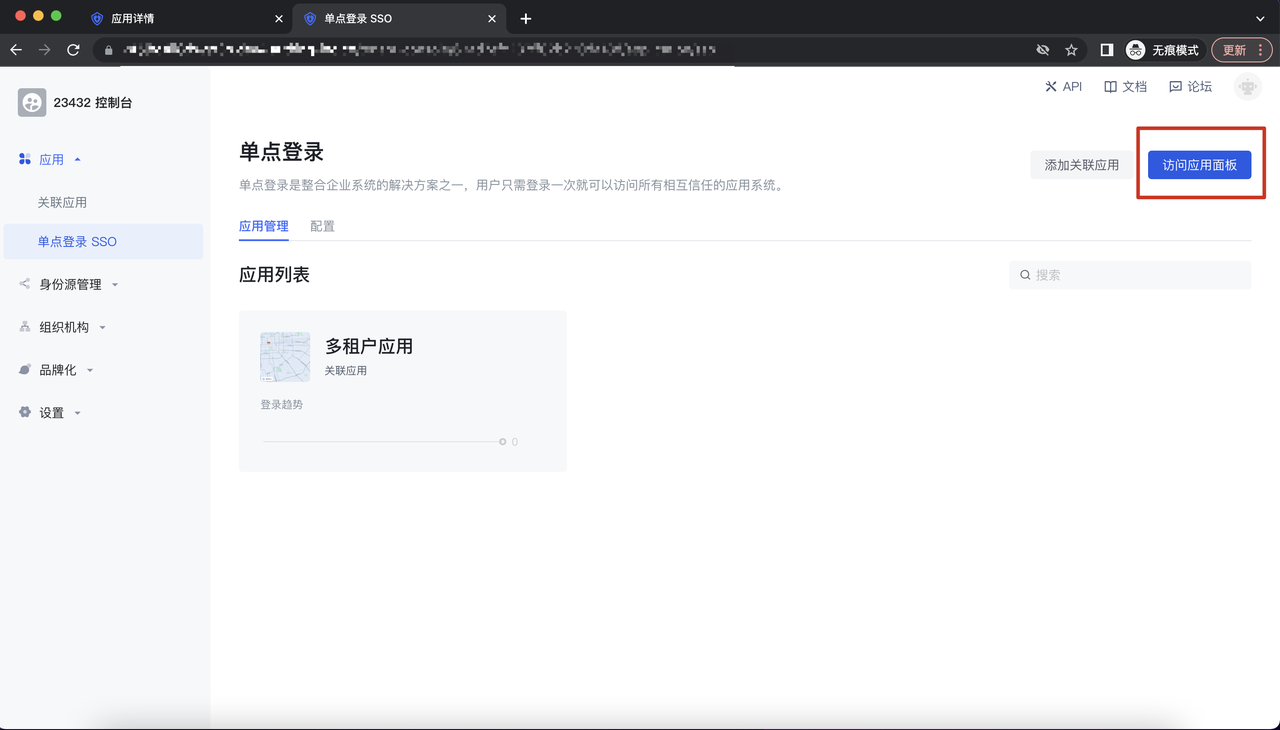 应用详情
单点登录 SSO
无痕模式
更新
23432 控制台
API
文档
论坛
应用
关联应用
单点登录 SSO
身份源管理
组织机构
品牌化
设置
单点登录
单点登录是整合企业系统的解决方案之一，用户只需登录一次就可以访问所有相互信任的应用系统。
添加关联应用
访问应用面板
应用管理
配置
应用列表
搜索
多租户应用
关联应用
登录趋势
0